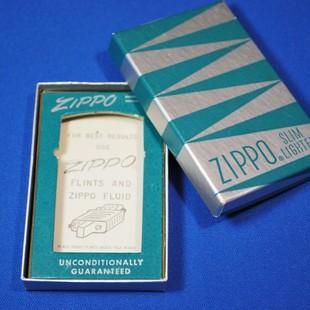 ZIPPO
FOR BEST RESULTS
USE
ZIPPO
FLINTS AND
ZIPPO FLUID
UNCONDITIONALLY
GUARANTEED
ZIPPO® SLIM
LIGHTER